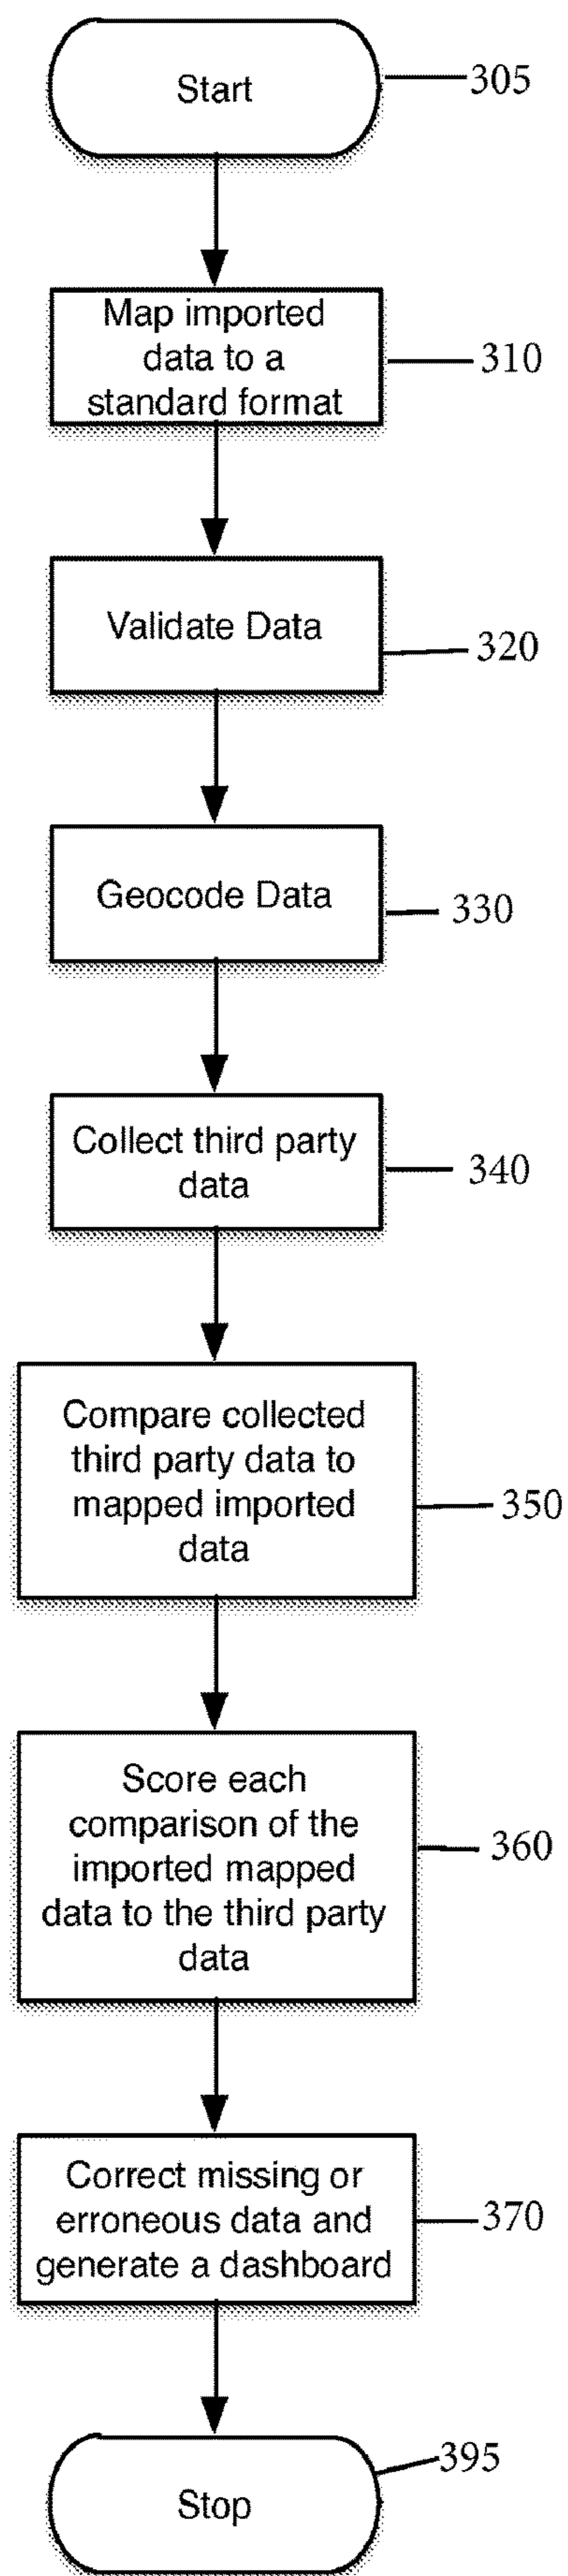 Start
305
Map imported
data to a
standard format
310
Validate Data
320
Geocode Data
330
Collect third party
data
340
Compare collected
third party data to
mapped imported
data
350
Score each
comparison of the
imported mapped
data to the third party
data
360
Correct missing or
erroneous data and
generate a dashboard
370
Stop
395